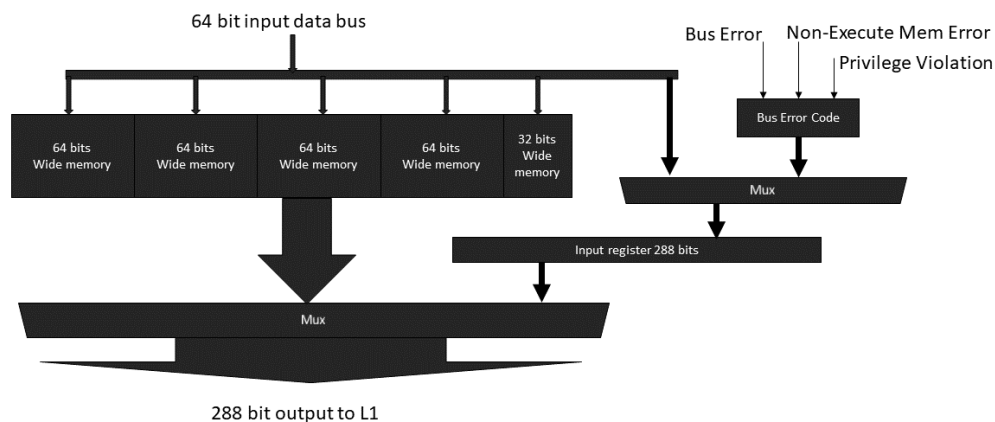 64 bit input data bus
Bus Error
Non-Execute Mem Error
Privilege Violation
Bus Error Code
64 bits
Wide memory
64 bits
Wide memory
64 bits
Wide memory
64 bits
Wide memory
32 bits
Wide
memory
Mux
Input register 288 bits
Mux
288 bit output to L1